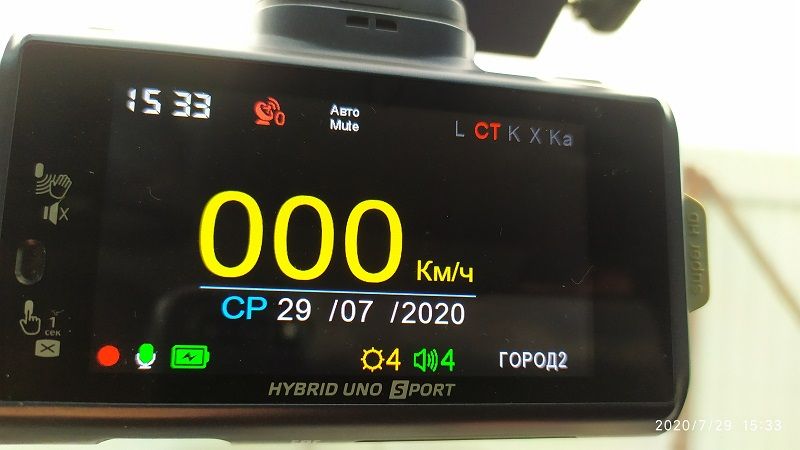 15 33
0
Авто
Mute
L CT K X Ka
000 Км/ч
СР 29 /07 /2020
1
сек
4 4 ГОРОД2
HYBRID UNO SPORT
super HD
2020/7/29 15:33